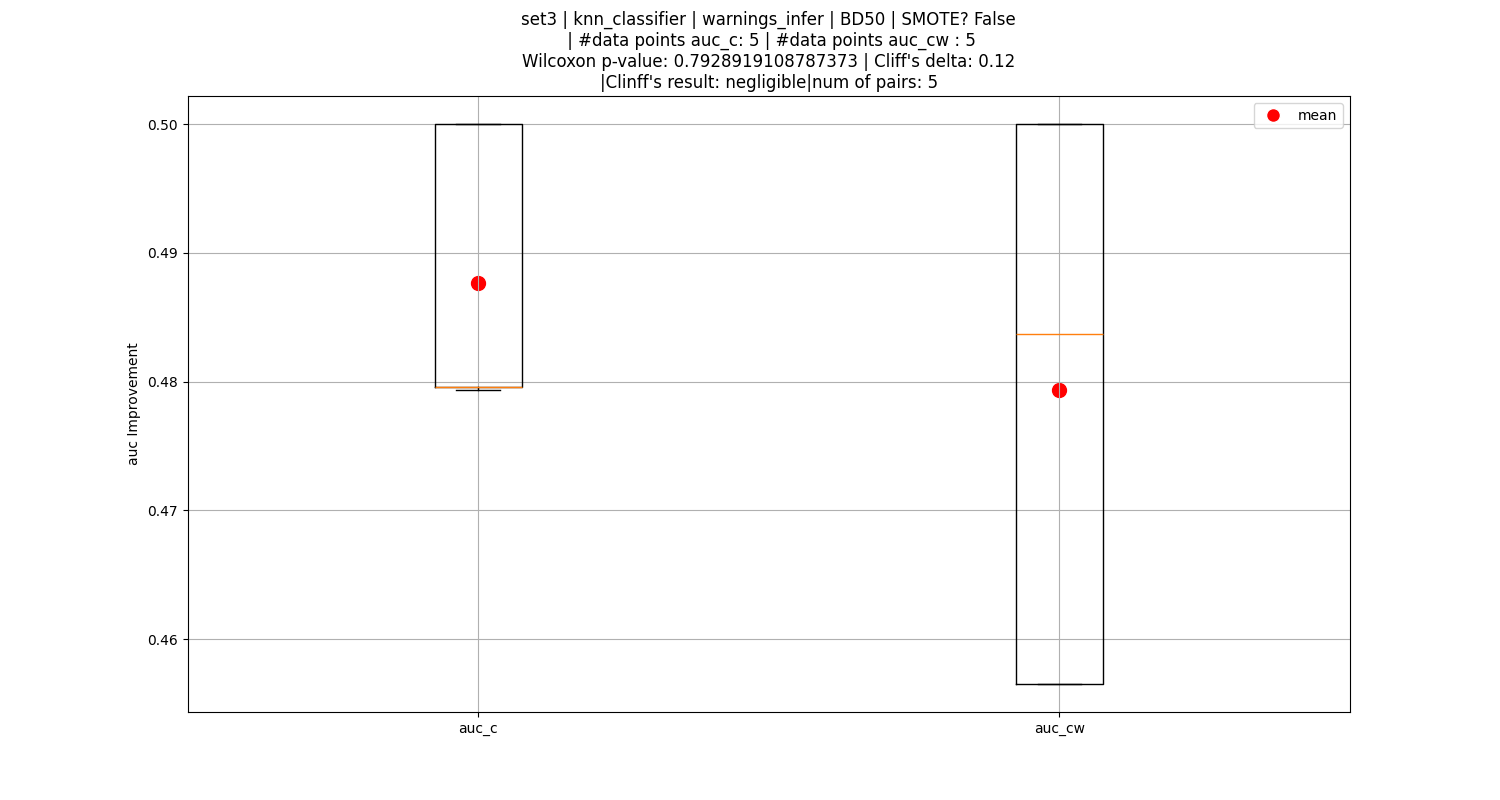 set3 | knn_classifier | warnings_infer | BD50 | SMOTE? False
| #data points auc_c: 5 | #data points auc_cw : 5
Wilcoxon p-value: 0.7928919108787373 | Cliff's delta: 0.12
|Clinff's result: negligible|num of pairs: 5
mean
0.50
0.49
0.48
0.47
0.46
auc Improvement
auc_c
auc_cw